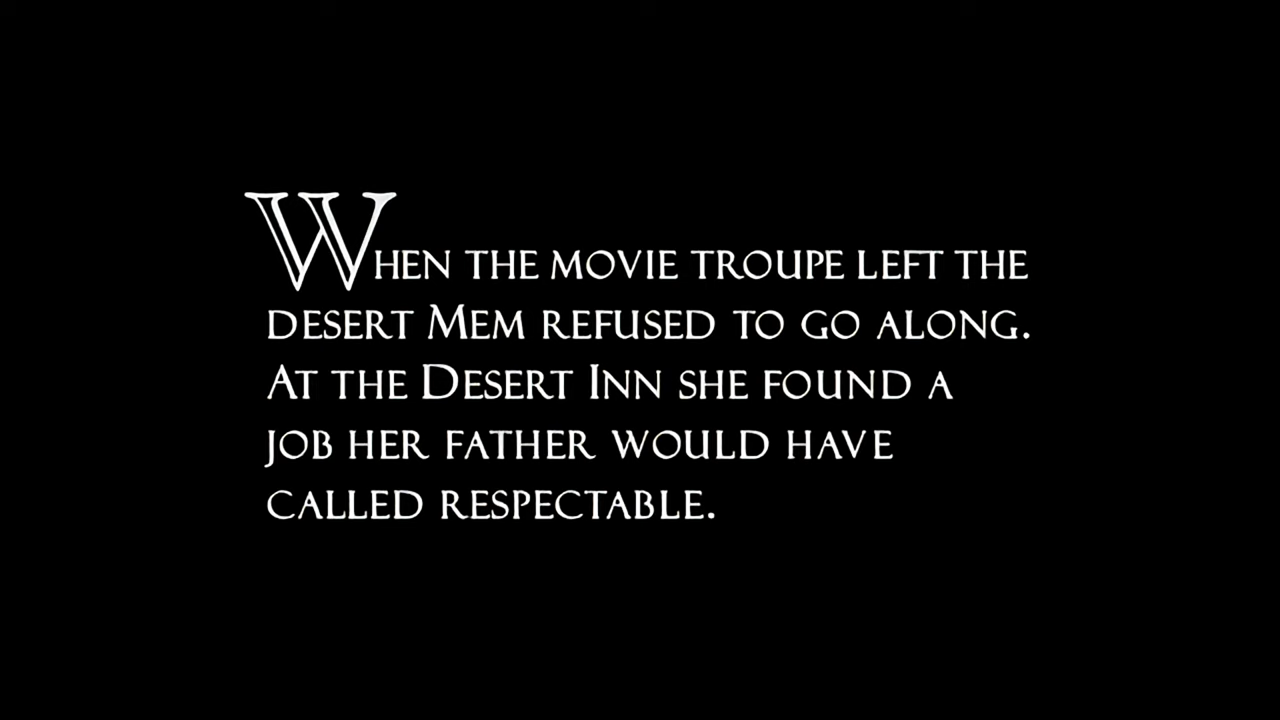 When the movie troupe left the
desert Mem refused to go along.
At the Desert Inn she found a
job her father would have
called respectable.